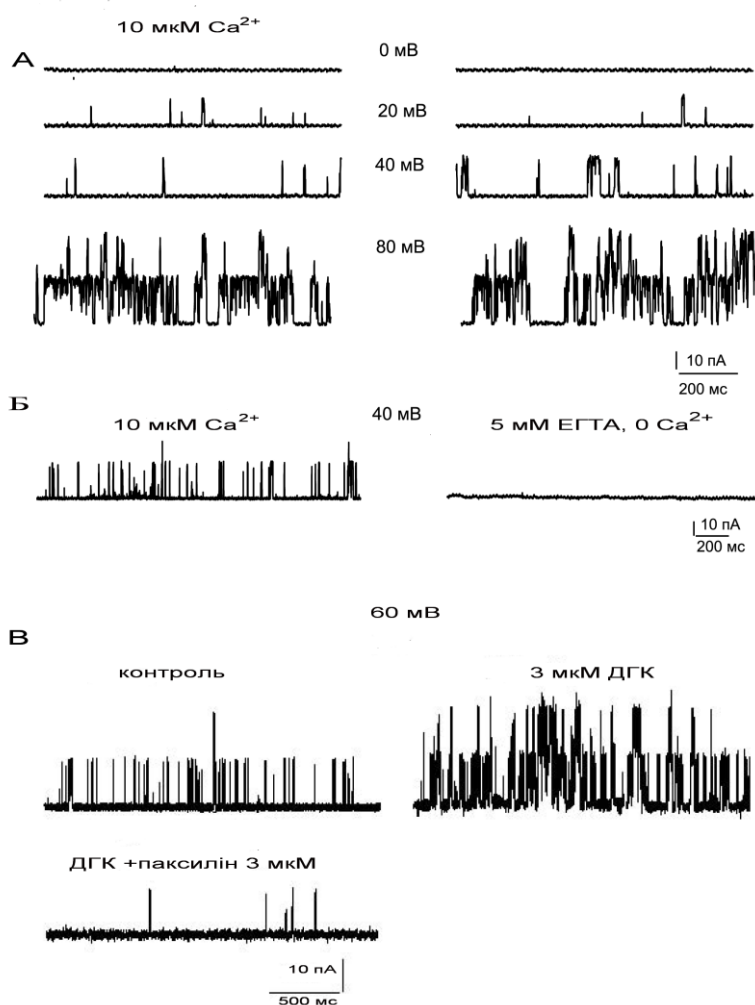 10 мкМ Ca²⁺
А
0 мВ
20 мВ
40 мВ
80 мВ
10 пА
200 мс
Б
10 мкМ Ca²⁺
40 мВ
5 мМ ЕГТА, 0 Ca²⁺
10 пА
200 мс
60 мВ
В
контроль
3 мкМ ДГК
ДГК +паксилін 3 мкМ
10 пА
500 мс